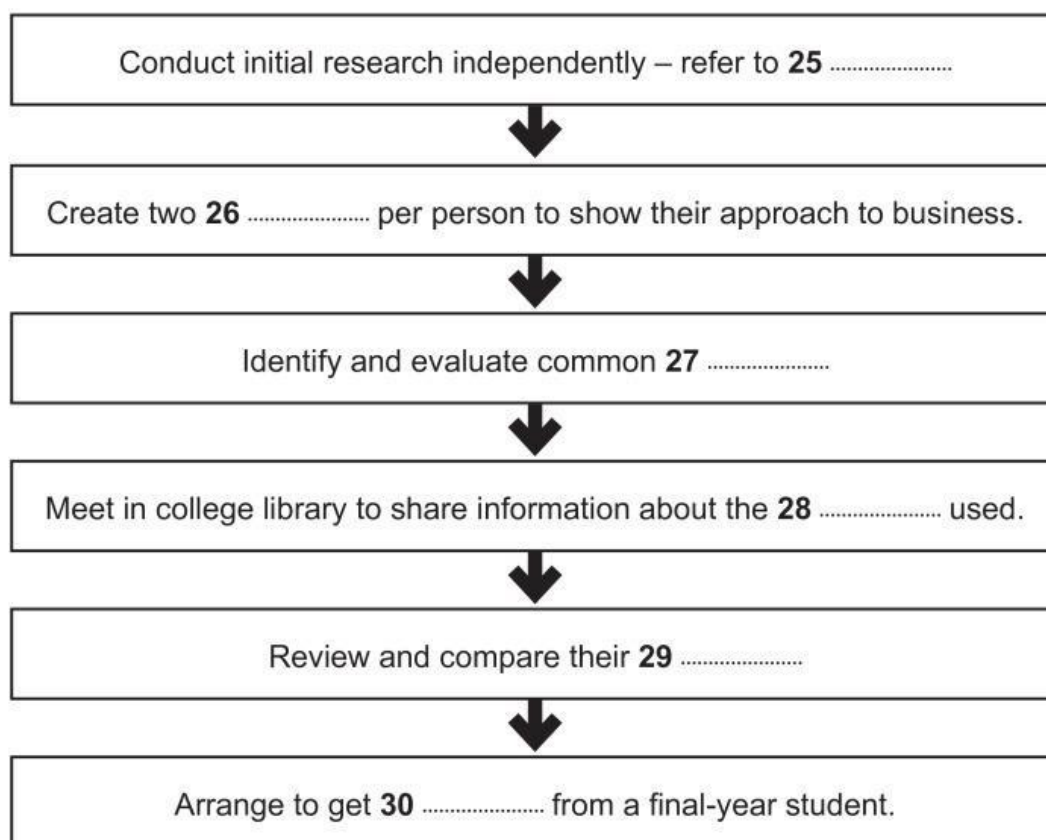 Conduct initial research independently – refer to 25 ......................
Create two 26 ...................... per person to show their approach to business.
Identify and evaluate common 27 ......................
Meet in college library to share information about the 28 ...................... used.
Review and compare their 29 ......................
Arrange to get 30 ...................... from a final-year student.